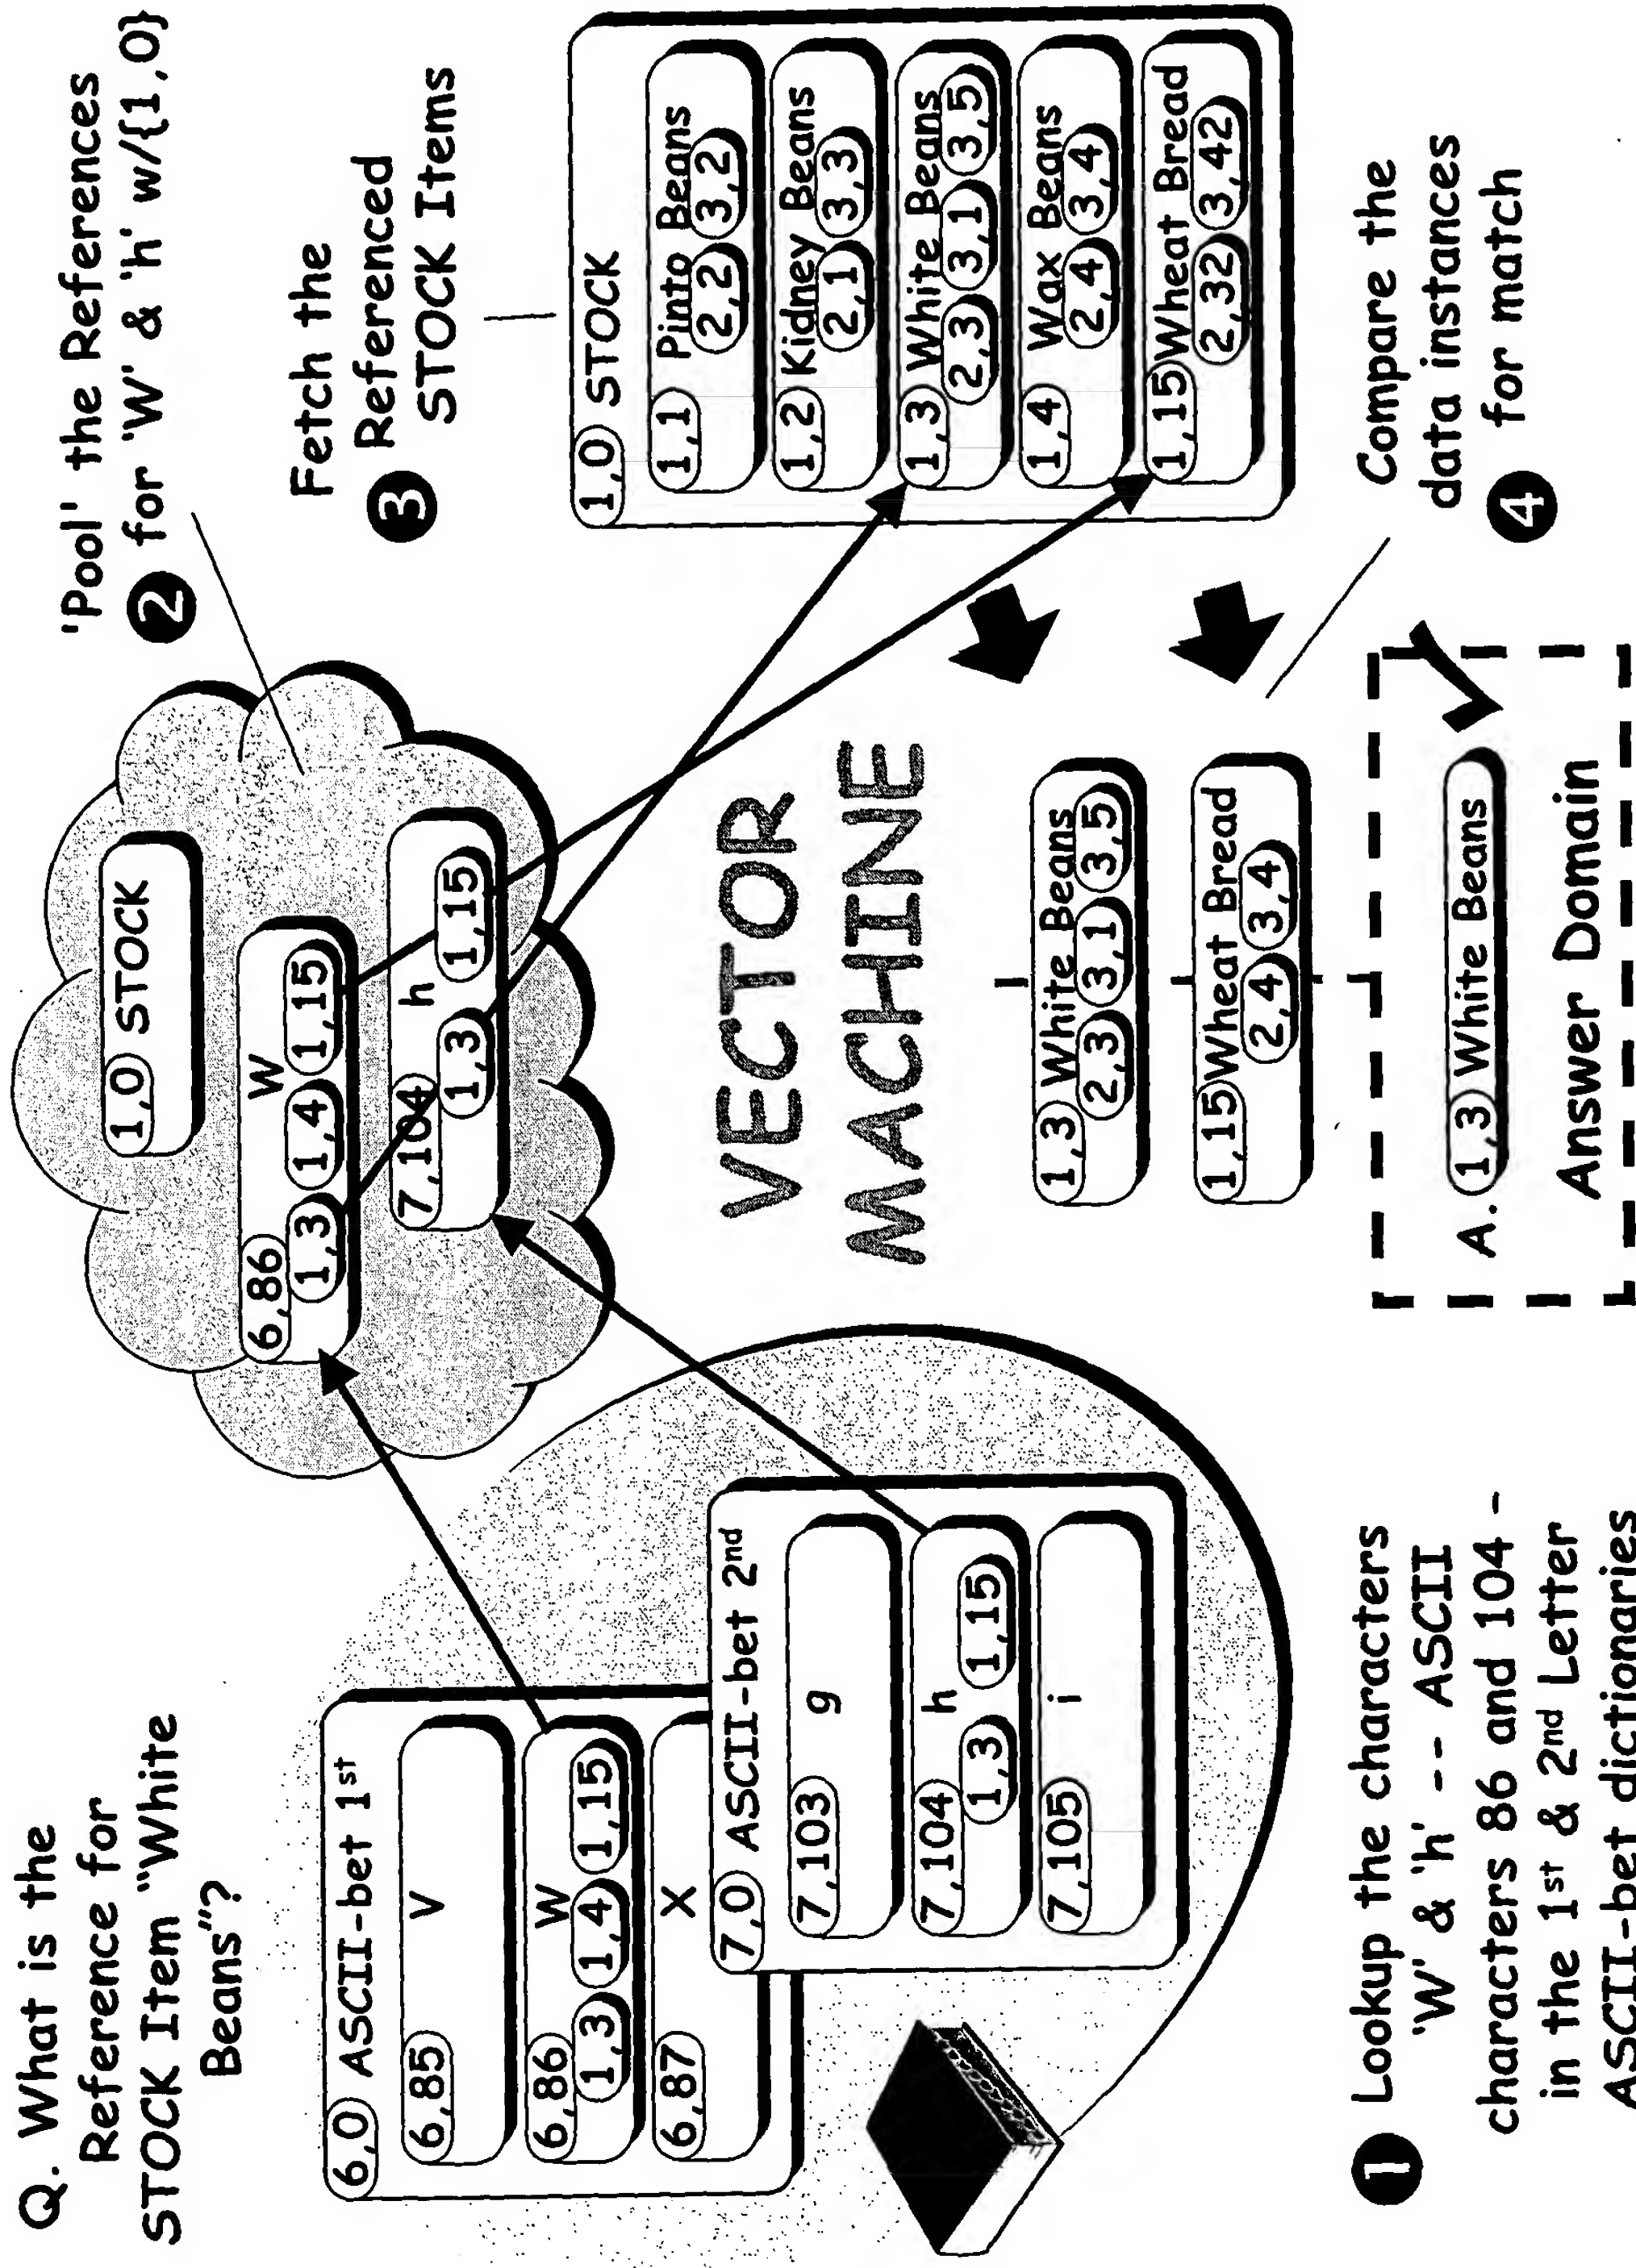 Q. What is the
Reference for
STOCK Item "White
Beans"?
6,0 ASCII-bet 1st
6,85 V
6,86 W
1,3 1,4 1,15
6,87 X
7,0 ASCII-bet 2nd
7,103 g
7,104 h
1,3 1,15
7,105 i
1 Lookup the characters
'W' & 'h' -- ASCII
characters 86 and 104 -
in the 1st & 2nd Letter
ASCII-bet dictionaries
1,0 STOCK
6,86 W
1,3 1,4 1,15
7,104 h
1,3 1,15
'Pool' the References
2 for 'W' & 'h' w/{1,0}
VECTOR
MACHINE
Fetch the
3 Referenced
STOCK Items
1,0 STOCK
1,1 Pinto Beans
2,2 3,2
1,2 Kidney Beans
2,1 3,3
1,3 White Beans
2,3 3,1 3,5
1,4 Wax Beans
2,4 3,4
1,15 Wheat Bread
2,32 3,42
1,3 White Beans
2,3 3,1 3,5
1,15 Wheat Bread
2,4 3,4
Compare the
data instances
4 for match
A. 1,3 White Beans
Answer Domain